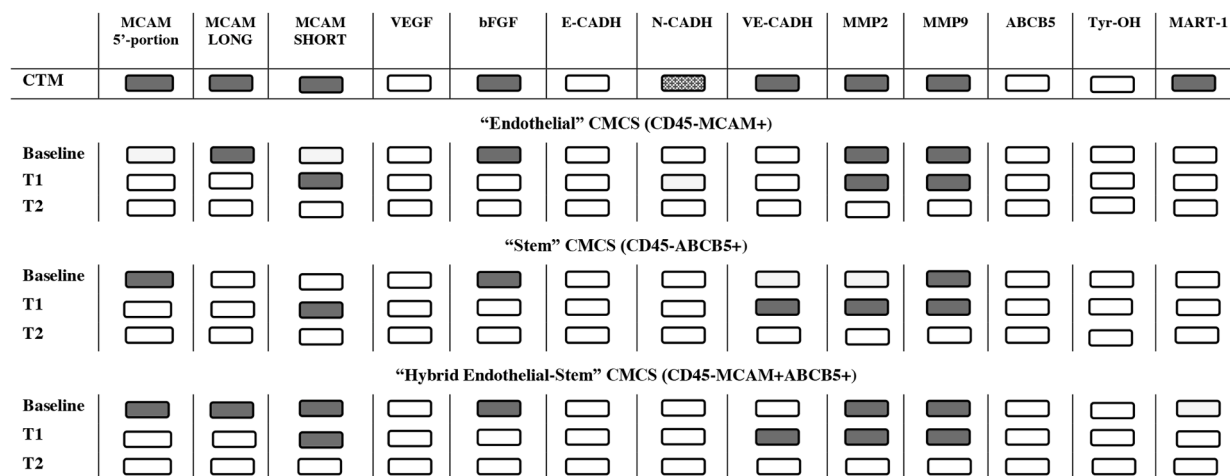 MCAM 5'-portion MCAM LONG MCAM SHORT VEGF bFGF E-CADH N-CADH VE-CADH MMP2 MMP9 ABCB5 Tyr-OH MART-1
CTM
“Endothelial” CMCS (CD45-MCAM+)
Baseline
T1
T2
“Stem” CMCS (CD45-ABCB5+)
Baseline
T1
T2
“Hybrid Endothelial-Stem” CMCS (CD45-MCAM+ABCB5+)
Baseline
T1
T2